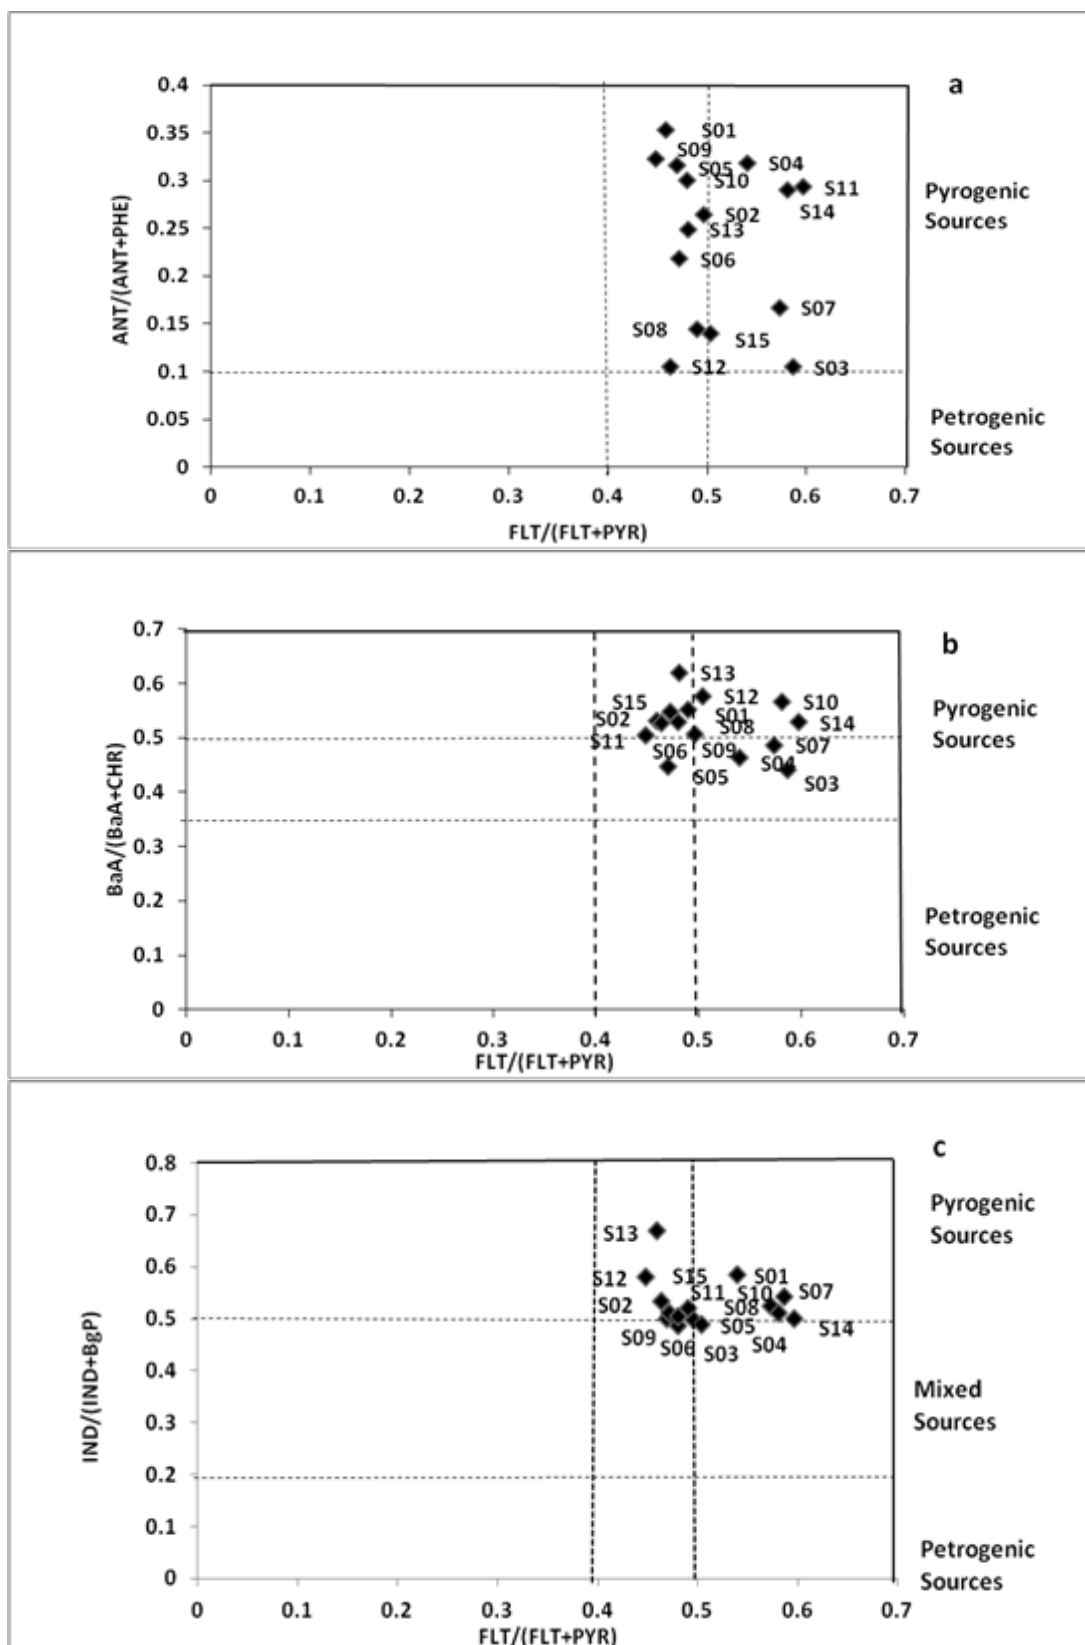 a
0.4
0.35
0.3
0.25
0.2
0.15
0.1
0.05
0
ANT/(ANT+PHE)
S01
S09
S05
S04
S10
S11
S14
S02
S13
S06
S07
S08
S15
S12
S03
Pyrogenic
Sources
Petrogenic
Sources
0 0.1 0.2 0.3 0.4 0.5 0.6 0.7
FLT/(FLT+PYR)
b
0.7
0.6
0.5
0.4
0.3
0.2
0.1
0
BaA/(BaA+CHR)
S13
S15
S12
S10
S02
S01
S14
S08
S11
S06
S09
S07
S04
S05
S03
Pyrogenic
Sources
Petrogenic
Sources
0 0.1 0.2 0.3 0.4 0.5 0.6 0.7
FLT/(FLT+PYR)
c
0.8
0.7
0.6
0.5
0.4
0.3
0.2
0.1
0
IND/(IND+BgP)
S13
S12
S15
S01
S11
S10
S07
S02
S08
S05
S14
S09
S06
S03
S04
Pyrogenic
Sources
Mixed
Sources
Petrogenic
Sources
0 0.1 0.2 0.3 0.4 0.5 0.6 0.7
FLT/(FLT+PYR)